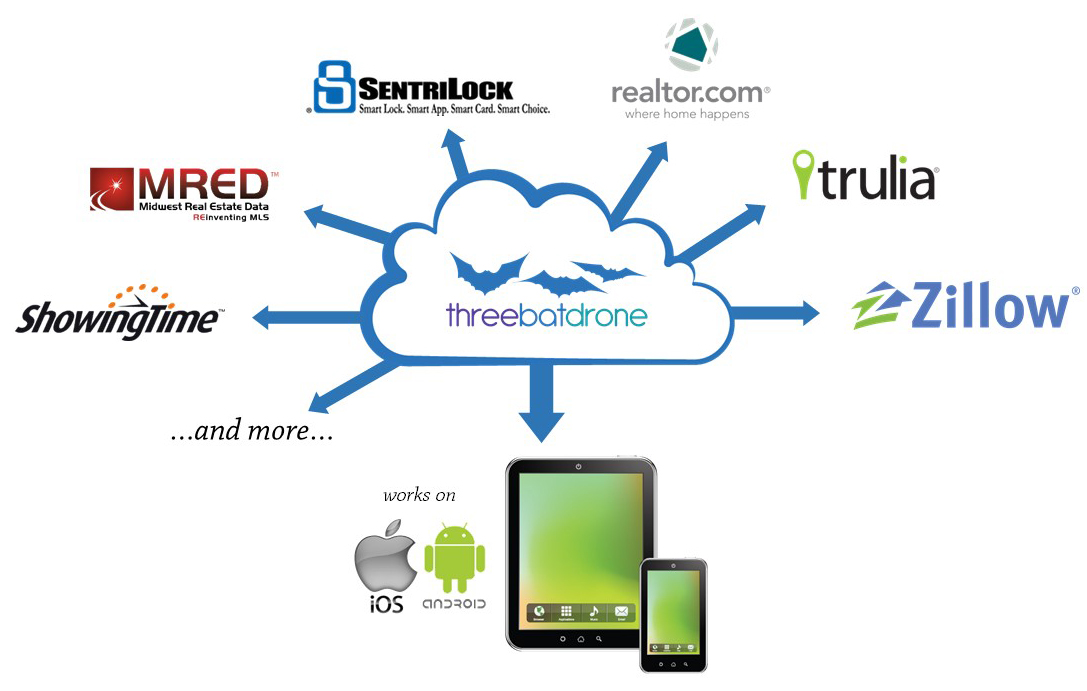 SENTRILOCK
®
Smart Lock. Smart App. Smart Card. Smart Choice.
realtor.com®
where home happens
MRED™
Midwest Real Estate Data
REinventing MLS
trulia®
ShowingTime™
threebatdrone
Zillow®
...and more...
works on
iOS
ANDROID
Browser Applications Music Email